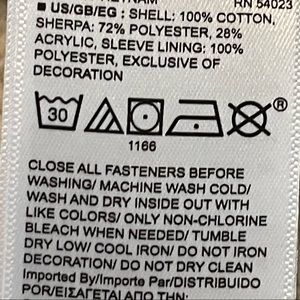 RN 54023
■ US/GB/EG : SHELL: 100% COTTON,
SHERPA: 72% POLYESTER, 28%
ACRYLIC, SLEEVE LINING: 100%
POLYESTER, EXCLUSIVE OF
DECORATION
30
®
1166
CLOSE ALL FASTENERS BEFORE
WASHING/ MACHINE WASH COLD/
WASH AND DRY INSIDE OUT WITH
LIKE COLORS/ ONLY NON-CHLORINE
BLEACH WHEN NEEDED/ TUMBLE
DRY LOW/ COOL IRON/ DO NOT IRON
DECORATION/ DO NOT DRY CLEAN
Imported By/Importe Par/DISTRIBUIDO
POR/ΕΙΣΑΓΕΤΑΙ ΑΠΟ ΤΗΝ: